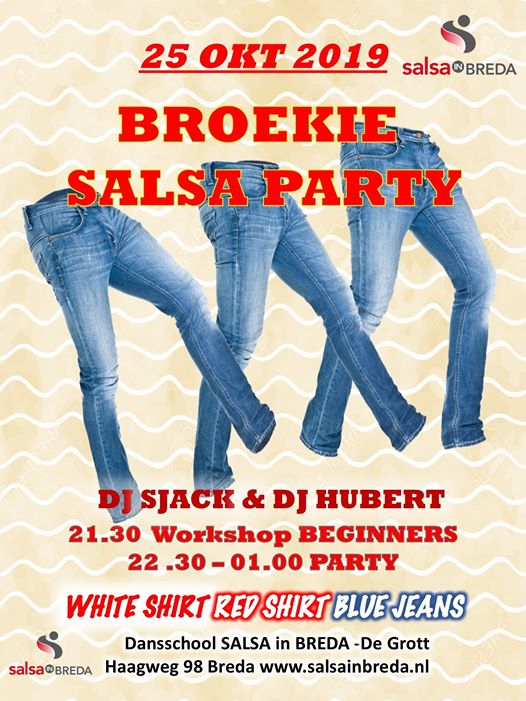 25 OKT 2019
salsa IN BREDA
BROEKIE
SALSA PARTY
DJ SJACK & DJ HUBERT
21.30 Workshop BEGINNERS
22 .30 – 01.00 PARTY
WHITE SHIRT RED SHIRT BLUE JEANS
Dansschool SALSA in BREDA -De Grott
salsa IN BREDA
Haagweg 98 Breda www.salsainbreda.nl